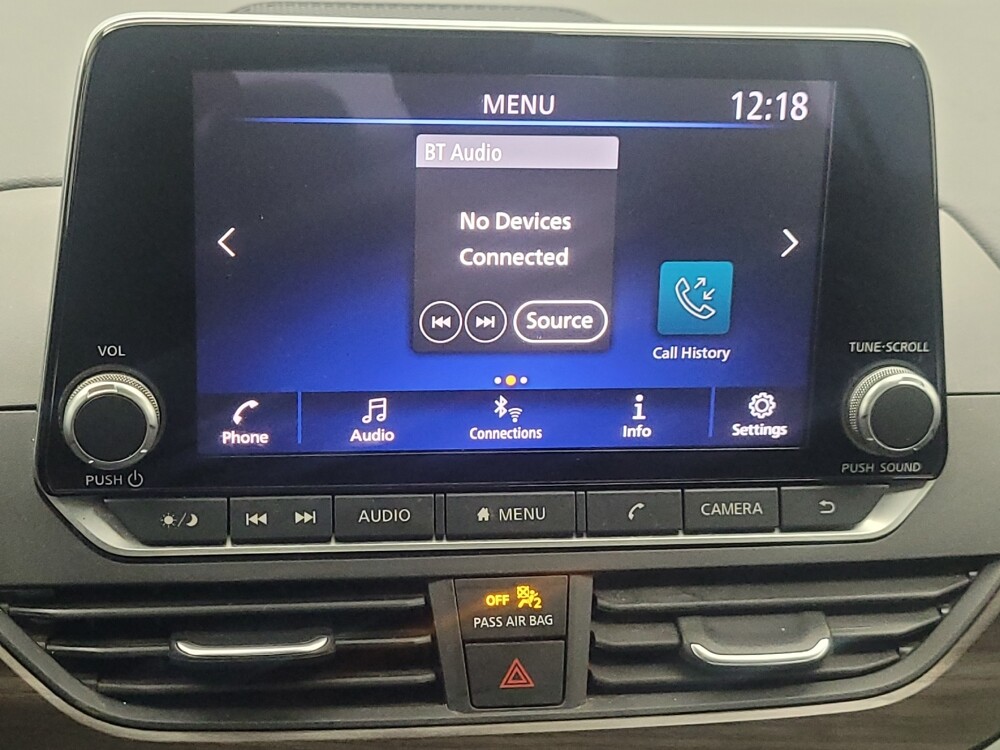 MENU
12:18
BT Audio
No Devices
Connected
Source
Call History
VOL
TUNE·SCROLL
Phone
Audio
Connections
Info
Settings
PUSH
PUSH SOUND
AUDIO
MENU
CAMERA
OFF
2
PASS AIR BAG